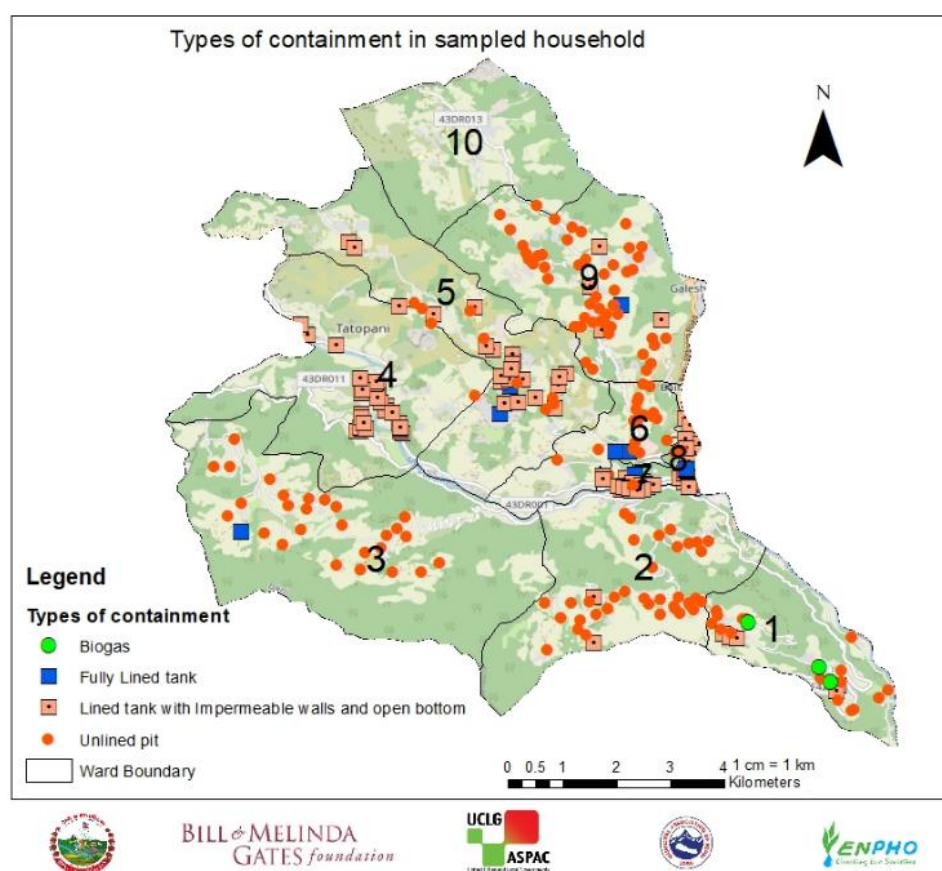 Types of containment in sampled household
N
43DR013
10
9
5
Galesh
Tatopani
4
43DR011
6
8
7
43DR001
3
2
1
Legend
Types of containment
Biogas
Fully Lined tank
Lined tank with Impermeable walls and open bottom
Unlined pit
Ward Boundary
0 0.5 1 2 3 4 1 cm = 1 km
Kilometers
BILL & MELINDA
GATES foundation
UCLG
ASPAC
ENPHO